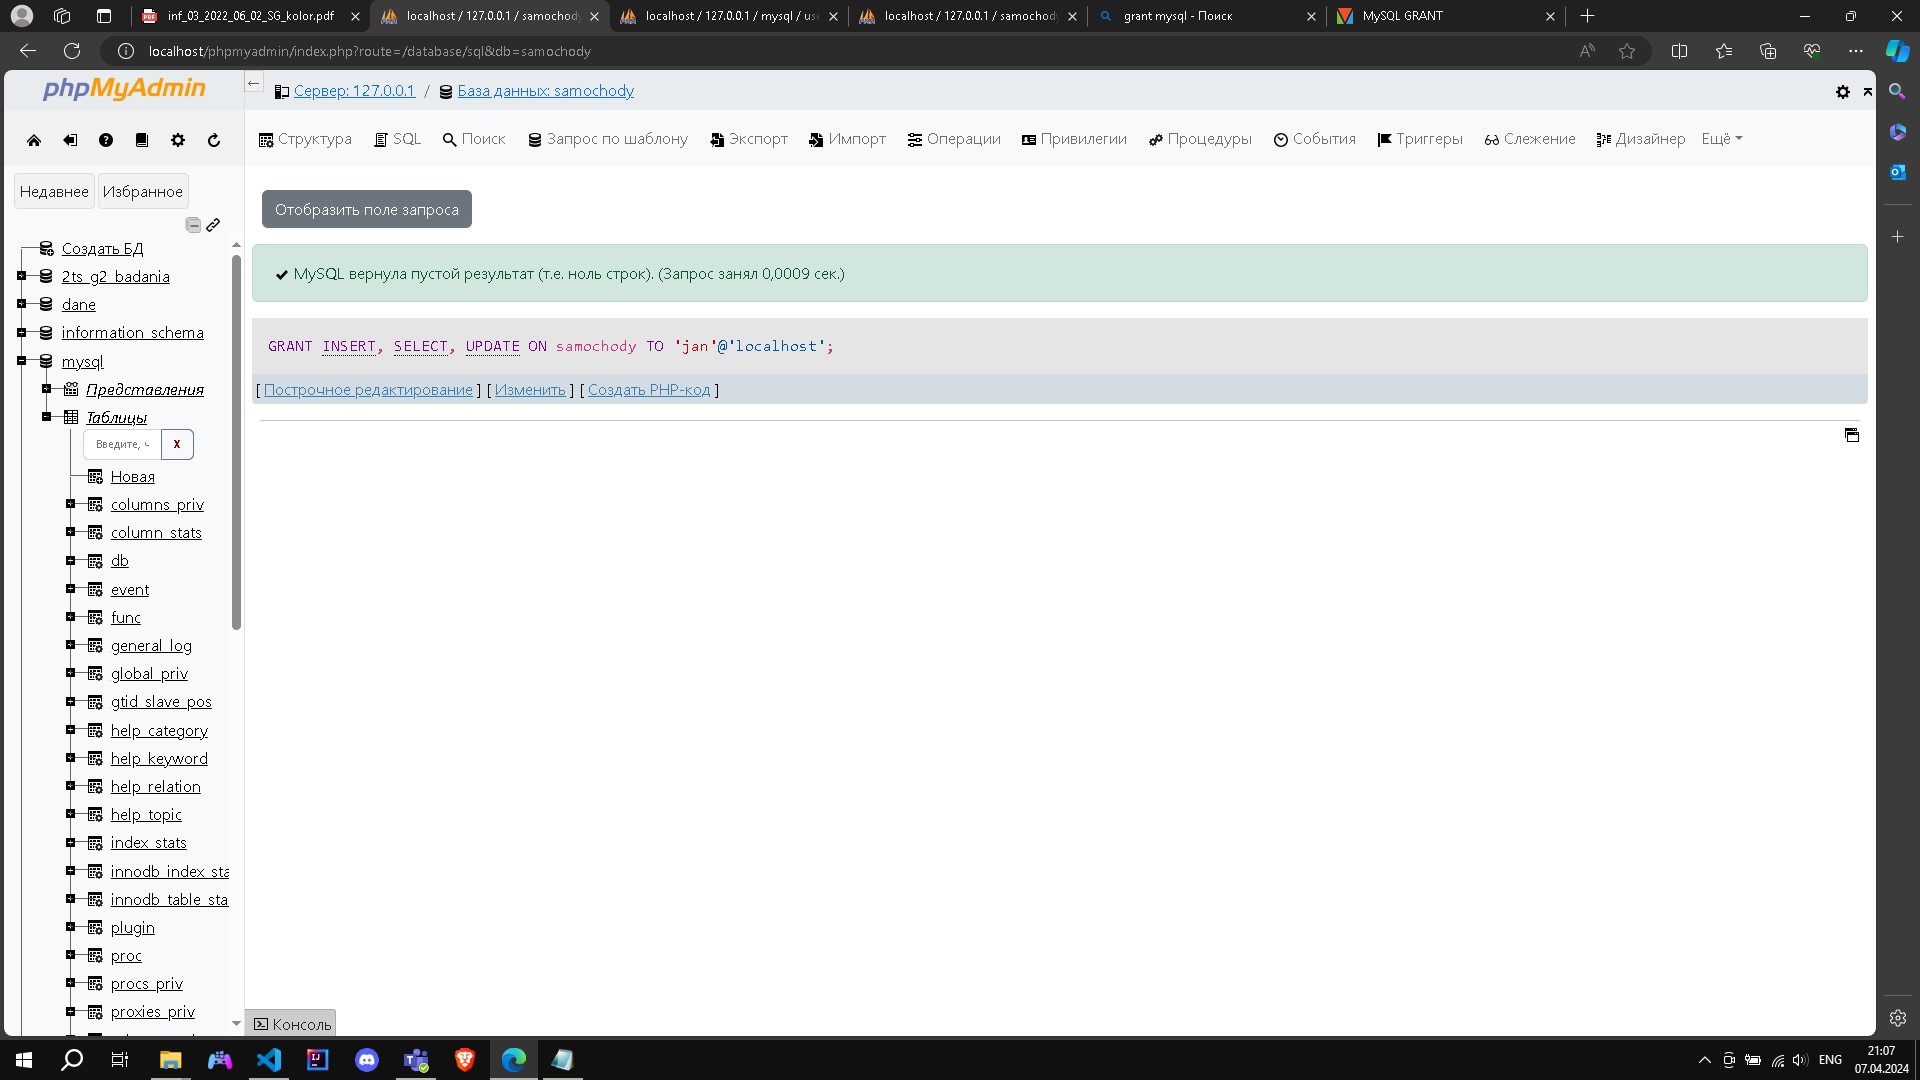 inf_03_2022_06_02_SG_kolor.pdf
localhost / 127.0.0.1 / samochody
localhost / 127.0.0.1 / mysql / use
localhost / 127.0.0.1 / samochody
grant mysql - Поиск
MySQL GRANT
localhost/phpmyadmin/index.php?route=/database/sql&db=samochody
phpMyAdmin
Сервер: 127.0.0.1 / База данных: samochody
Структура SQL Поиск Запрос по шаблону Экспорт Импорт Операции Привилегии Процедуры События Триггеры Слежение Дизайнер Ещё
Недавнее Избранное
Создать БД
2ts_g2_badania
dane
information_schema
mysql
Представления
Таблицы
Введите, ч X
Новая
columns_priv
column_stats
db
event
func
general_log
global_priv
gtid_slave_pos
help_category
help_keyword
help_relation
help_topic
index_stats
innodb_index_sta
innodb_table_sta
plugin
proc
procs_priv
proxies_priv
Отобразить поле запроса
MySQL вернула пустой результат (т.е. ноль строк). (Запрос занял 0,0009 сек.)
GRANT INSERT, SELECT, UPDATE ON samochody TO 'jan'@'localhost';
[ Построчное редактирование ] [ Изменить ] [ Создать PHP-код ]
Консоль
ENG
21:07
07.04.2024